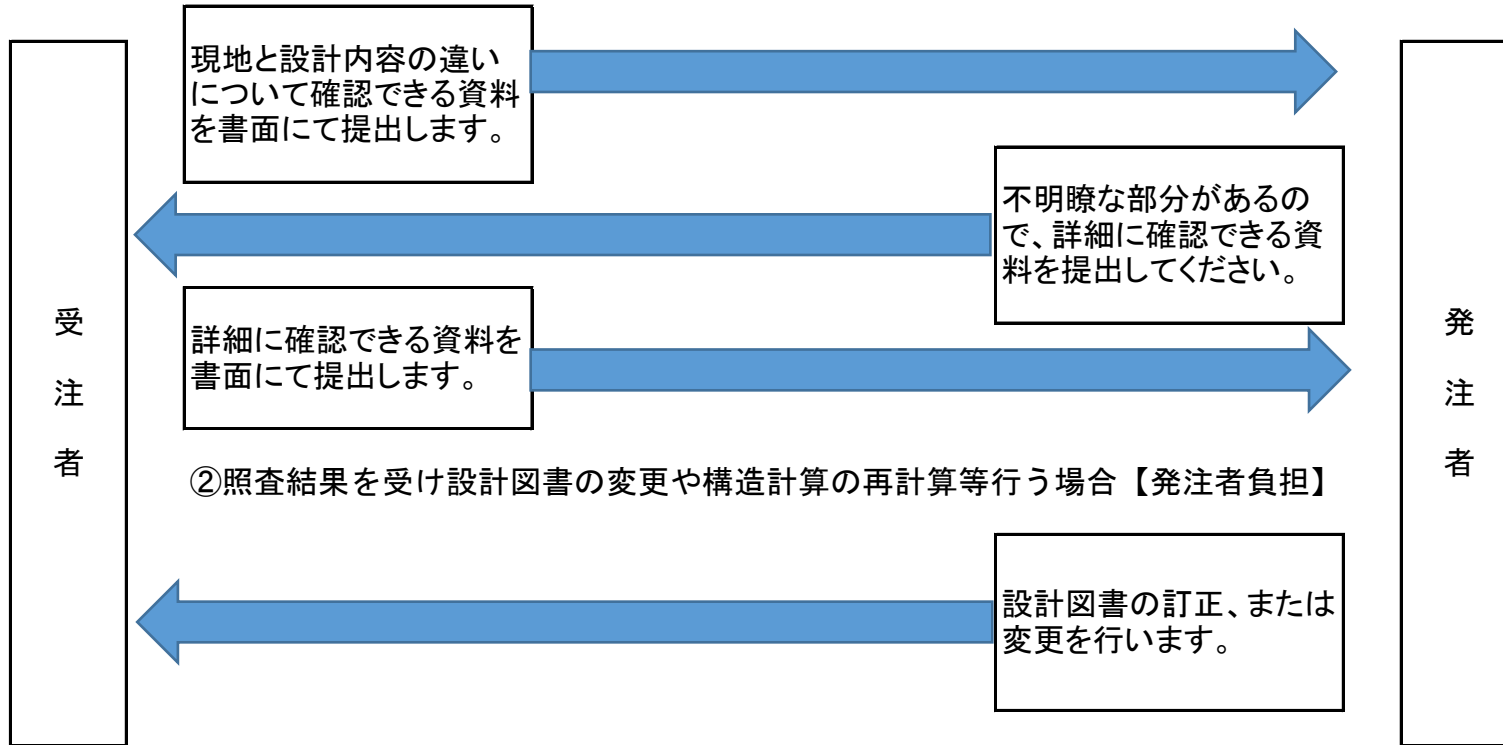 現地と設計内容の違い
について確認できる資料
を書面にて提出します。
不明瞭な部分があるの
で、詳細に確認できる資
料を提出してください。
受注者
発注者
詳細に確認できる資料を
書面にて提出します。
②照査結果を受け設計図書の変更や構造計算の再計算等行う場合【発注者負担】
設計図書の訂正、または
変更を行います。